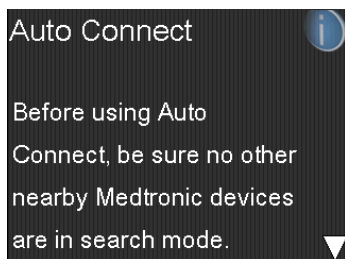 Auto Connect
Before using Auto
Connect, be sure no other
nearby Medtronic devices
are in search mode.